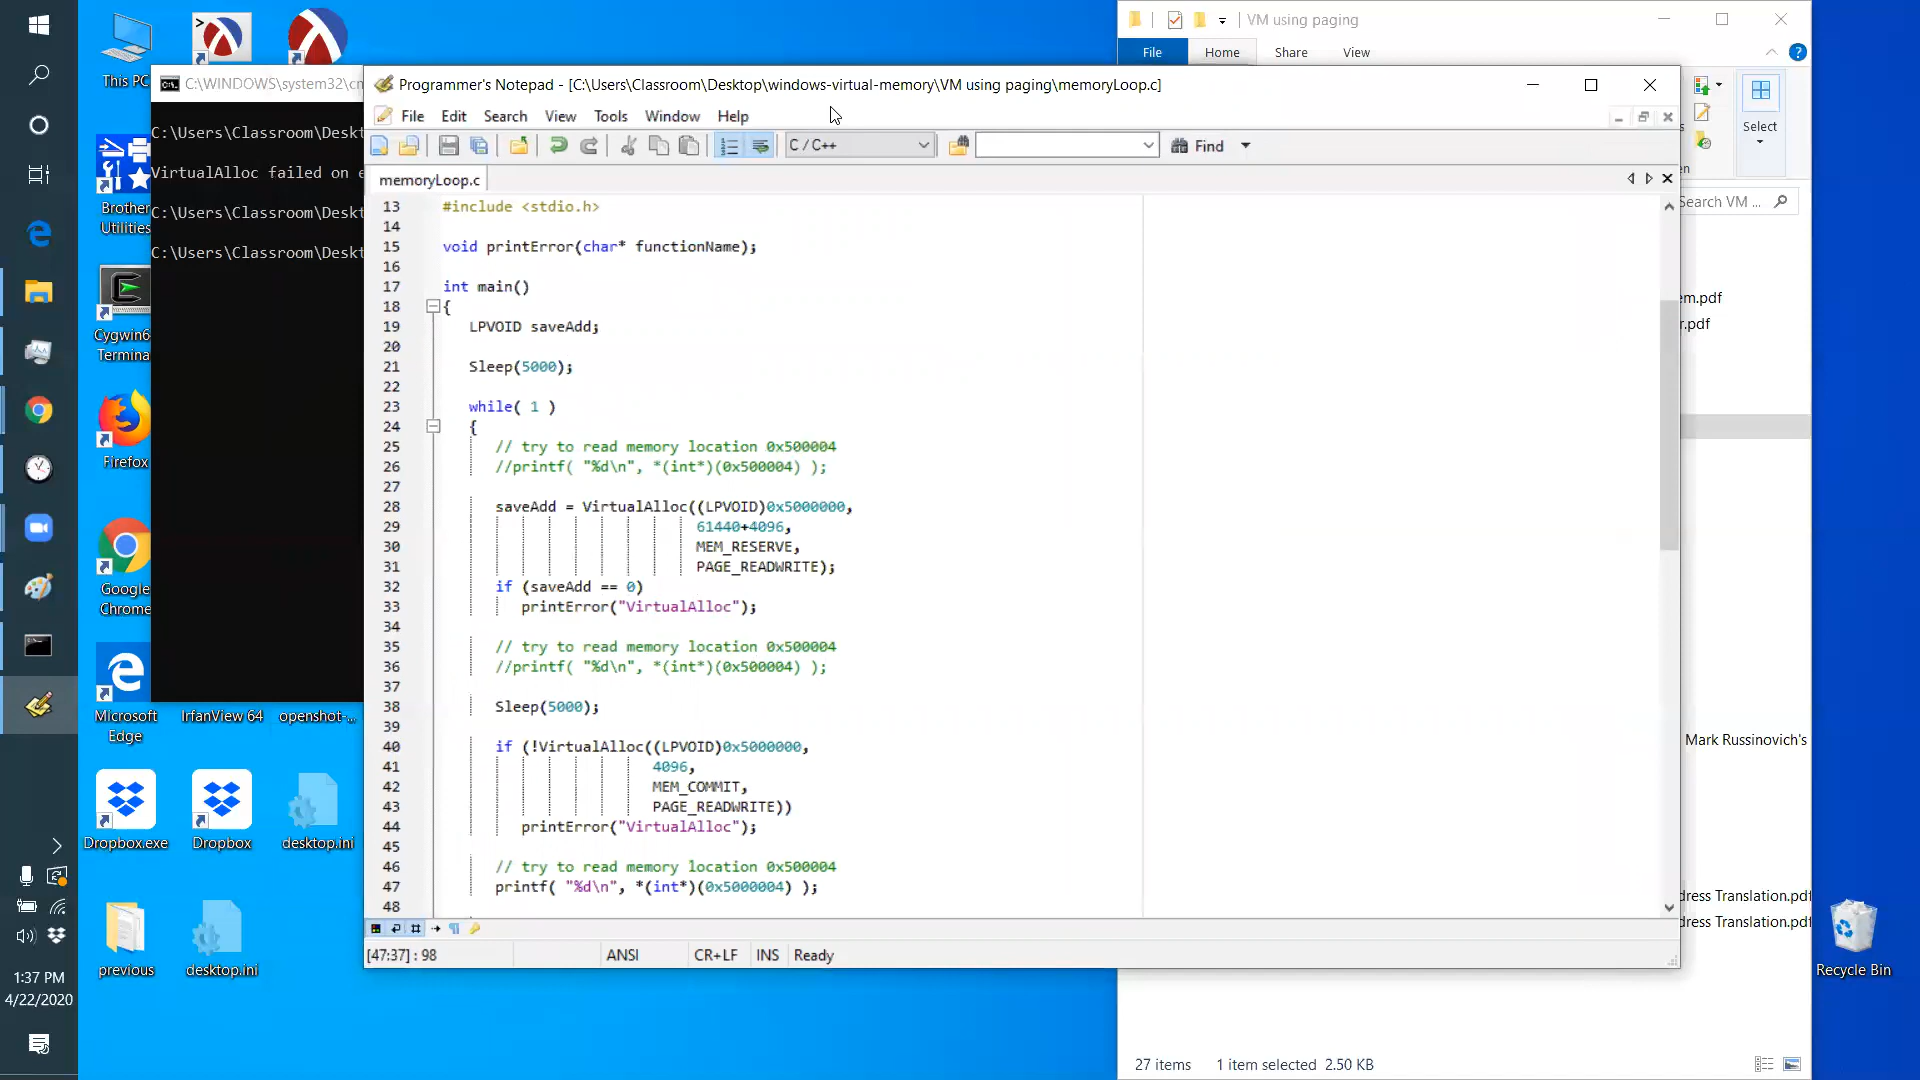 This PC
C:\WINDOWS\system32\cm
C:\Users\Classroom\Deskt
VirtualAlloc failed on e
C:\Users\Classroom\Deskt
C:\Users\Classroom\Deskt
Brother
Utilities
Cygwin6
Termina
Firefox
Google
Chrome
Microsoft
Edge
IrfanView 64
openshot-...
Dropbox.exe
Dropbox
desktop.ini
previous
desktop.ini
1:37 PM
4/22/2020
Programmer's Notepad - [C:\Users\Classroom\Desktop\windows-virtual-memory\VM using paging\memoryLoop.c]
File Edit Search View Tools Window Help
C / C++
Find
memoryLoop.c
13 #include <stdio.h>
14
15 void printError(char* functionName);
16
17 int main()
18 {
19 LPVOID saveAdd;
20
21 Sleep(5000);
22
23 while( 1 )
24 {
25 // try to read memory location 0x500004
26 //printf( "%d\n", *(int*)(0x500004) );
27
28 saveAdd = VirtualAlloc((LPVOID)0x5000000,
29 61440+4096,
30 MEM_RESERVE,
31 PAGE_READWRITE);
32 if (saveAdd == 0)
33 printError("VirtualAlloc");
34
35 // try to read memory location 0x500004
36 //printf( "%d\n", *(int*)(0x500004) );
37
38 Sleep(5000);
39
40 if (!VirtualAlloc((LPVOID)0x5000000,
41 4096,
42 MEM_COMMIT,
43 PAGE_READWRITE))
44 printError("VirtualAlloc");
45
46 // try to read memory location 0x500004
47 printf( "%d\n", *(int*)(0x5000004) );
48
[47:37] : 98
ANSI
CR+LF
INS
Ready
VM using paging
File Home Share View
Select
Search VM ...
em.pdf
r.pdf
Mark Russinovich's
dress Translation.pdf
dress Translation.pdf
27 items 1 item selected 2.50 KB
Recycle Bin